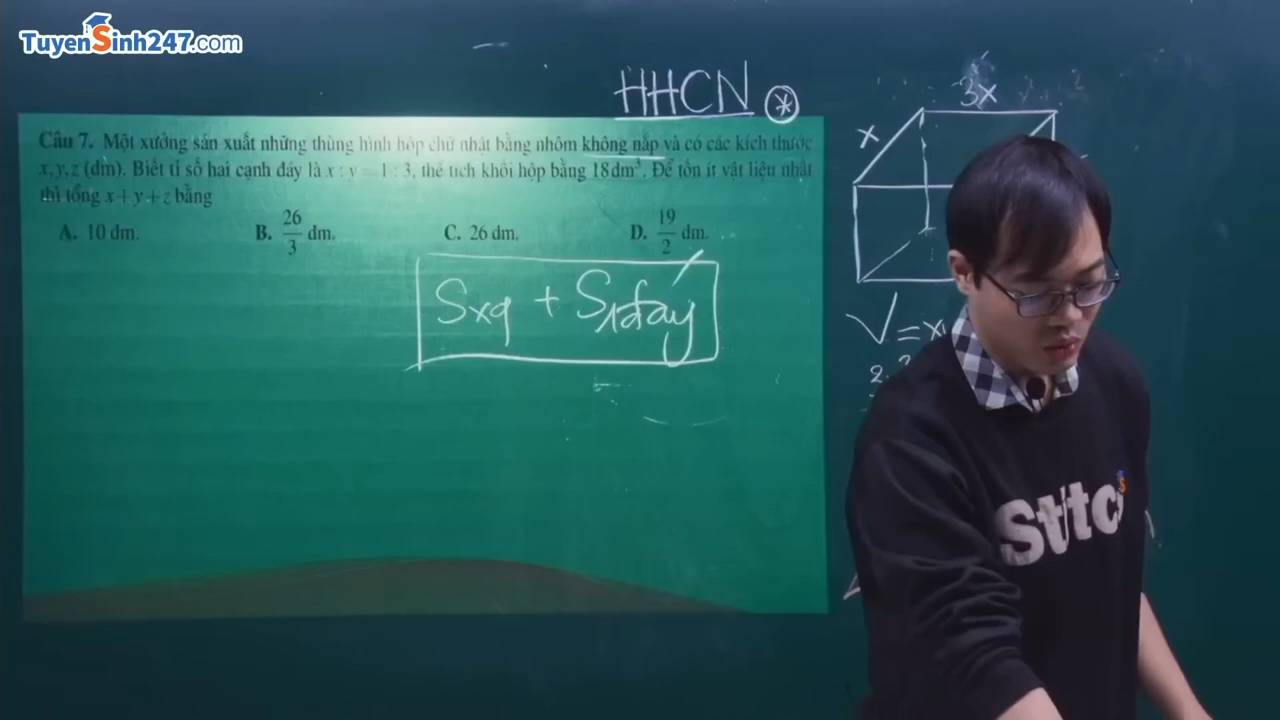 TuyenSinh247.com
HHCN *
Câu 7. Một xưởng sản xuất những thùng hình hộp chữ nhật bằng nhôm không nắp và có các kích thước
x, y, z (dm). Biết tỉ số hai cạnh đáy là x : y = 1 : 3, thể tích khối hộp bằng 18 dm³. Để tốn ít vật liệu nhất
thì tổng x + y + z bằng
A. 10 dm. B. 26/3 dm. C. 26 dm. D. 19/2 dm.
Sxq + S1đáy
3x
x
V = x